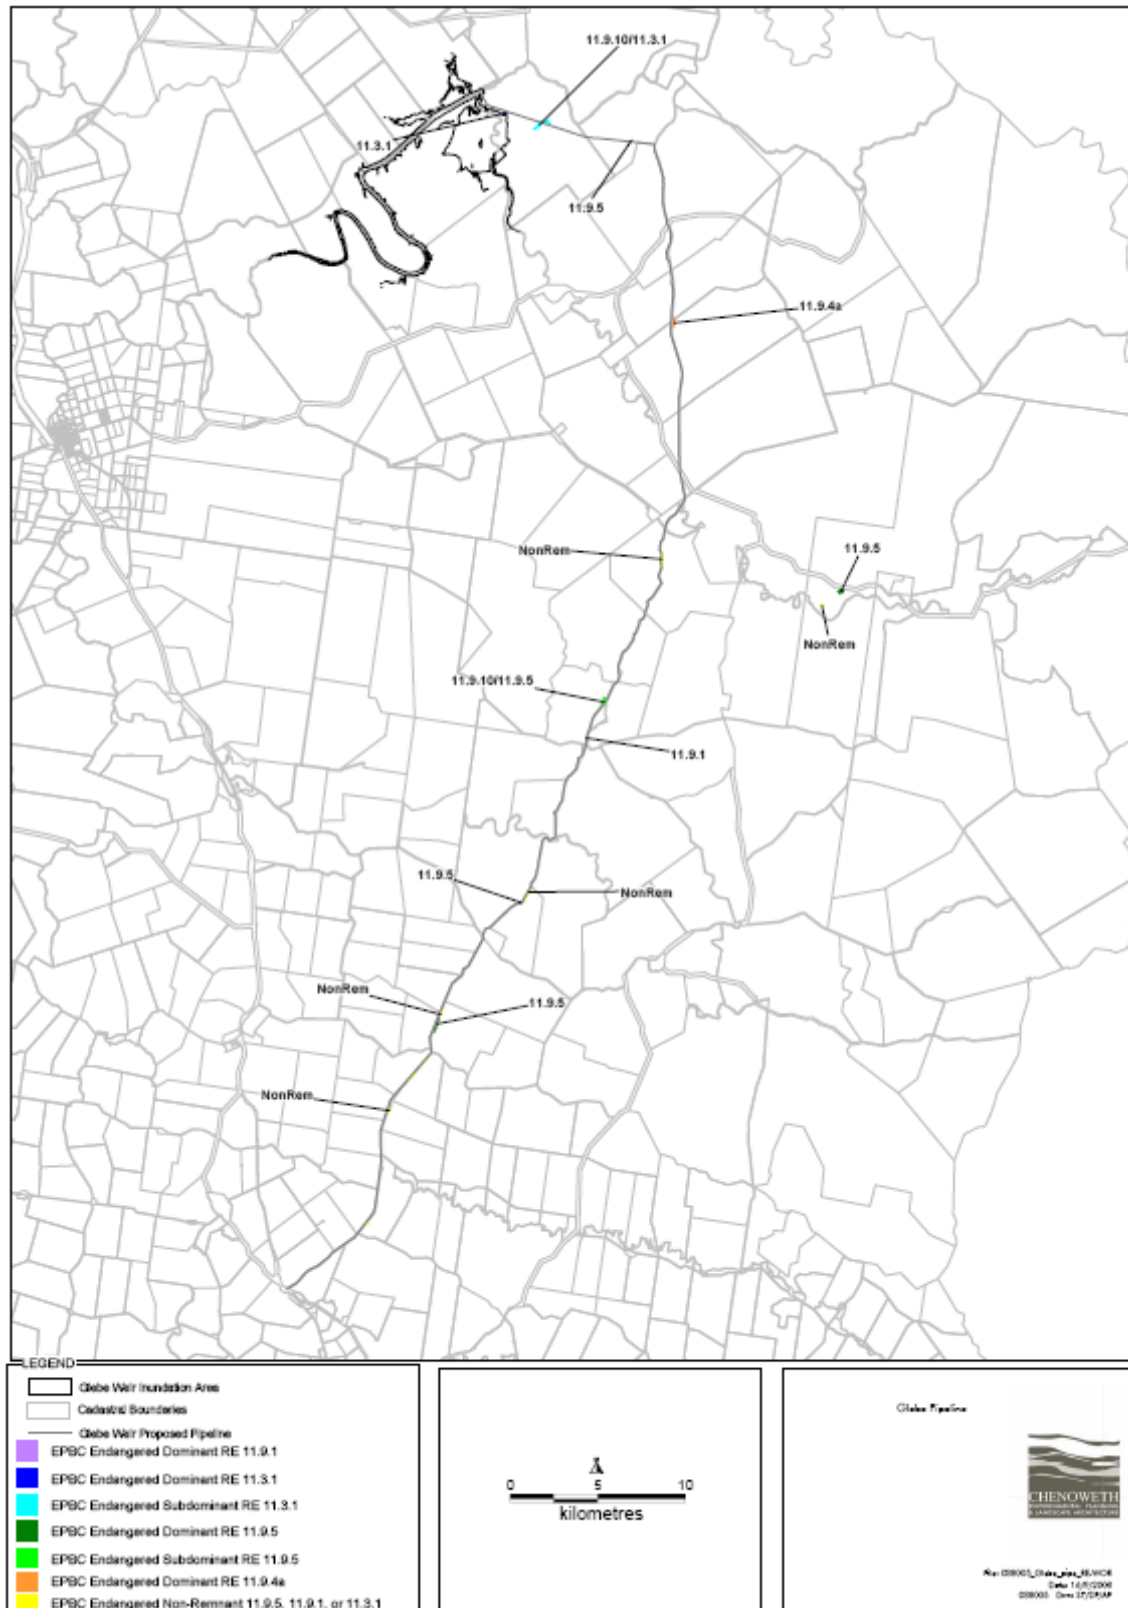 11.9.10/11.3.1
11.3.1
11.9.5
11.9.4a
NonRem
11.9.5
NonRem
11.9.10/11.9.5
11.9.1
11.9.5
NonRem
NonRem
11.9.5
NonRem
LEGEND
Glebe Weir Inundation Area
Cadastral Boundaries
Glebe Weir Proposed Pipeline
EPBC Endangered Dominant RE 11.9.1
EPBC Endangered Dominant RE 11.3.1
EPBC Endangered Subdominant RE 11.3.1
EPBC Endangered Dominant RE 11.9.5
EPBC Endangered Subdominant RE 11.9.5
EPBC Endangered Dominant RE 11.9.4a
EPBC Endangered Non-Remnant 11.9.5, 11.9.1, or 11.3.1
0 5 10
kilometres
Glebe Pipeline
CHENOWETH
ENVIRONMENTAL PLANNING
& LANDSCAPE ARCHITECTURE